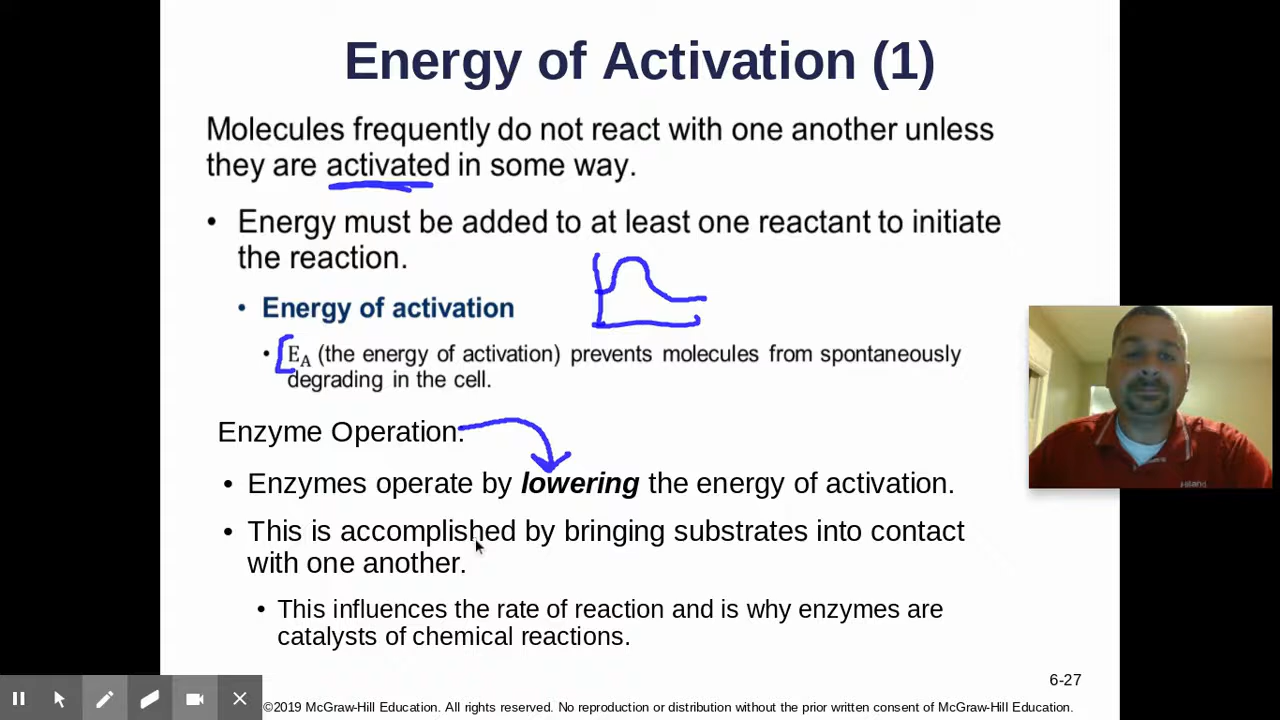 Energy of Activation (1)
Molecules frequently do not react with one another unless
they are activated in some way.
• Energy must be added to at least one reactant to initiate
the reaction.
• Energy of activation
• EA (the energy of activation) prevents molecules from spontaneously
degrading in the cell.
Enzyme Operation:
• Enzymes operate by lowering the energy of activation.
• This is accomplished by bringing substrates into contact
with one another.
• This influences the rate of reaction and is why enzymes are
catalysts of chemical reactions.
6-27
©2019 McGraw-Hill Education. All rights reserved. No reproduction or distribution without the prior written consent of McGraw-Hill Education.